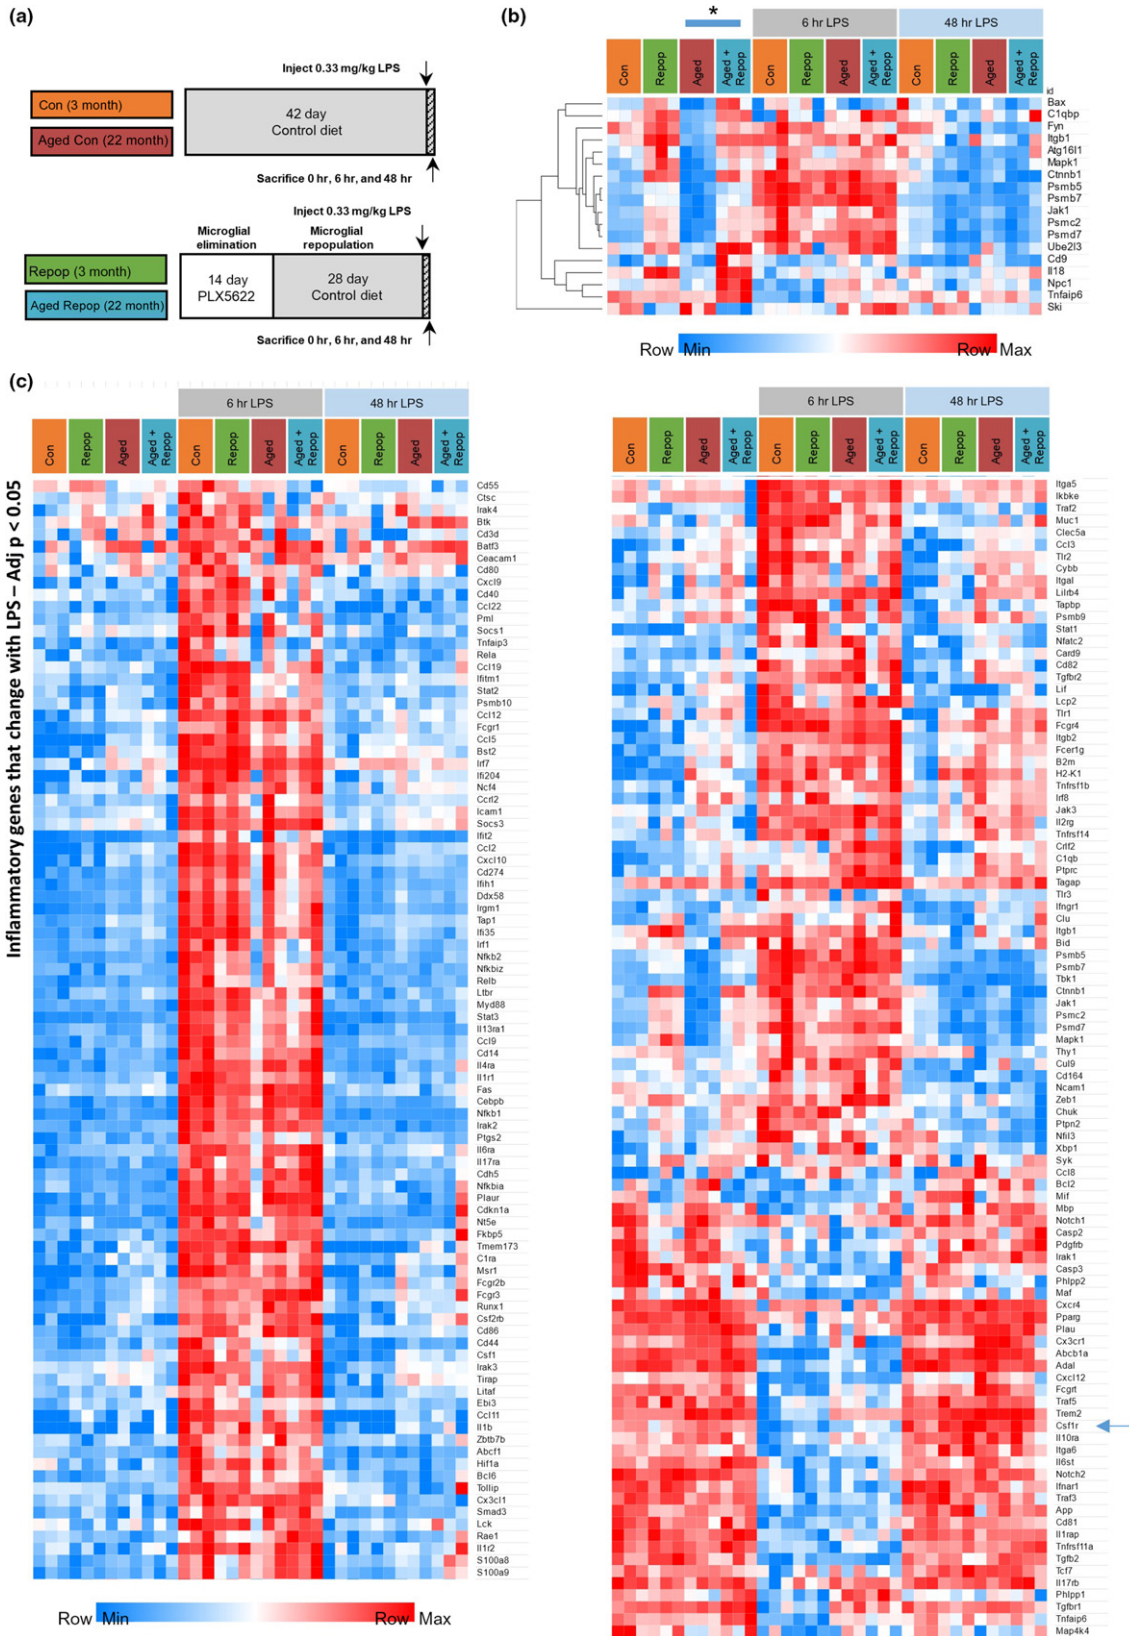 (a)
Inject 0.33 mg/kg LPS
Con (3 month)
Aged Con (22 month)
42 day
Control diet
Sacrifice 0 hr, 6 hr, and 48 hr
Inject 0.33 mg/kg LPS
Microglial
elimination
Microglial
repopulation
Repop (3 month)
Aged Repop (22 month)
14 day
PLX5622
28 day
Control diet
Sacrifice 0 hr, 6 hr, and 48 hr
(b)
*
6 hr LPS
48 hr LPS
Con
Repop
Aged
Aged +
Repop
Con
Repop
Aged
Aged +
Repop
Con
Repop
Aged
Aged +
Repop
id
Bax
C1qbp
Fyn
Itgb1
Atg16l1
Mapk1
Ctnnb1
Psmb5
Psmb7
Jak1
Psmc2
Psmd7
Ube2l3
Cd9
Il18
Npc1
Tnfaip6
Ski
Row Min
Row Max
(c)
Inflammatory genes that change with LPS – Adj p < 0.05
6 hr LPS
48 hr LPS
Con
Repop
Aged
Aged +
Repop
Con
Repop
Aged
Aged +
Repop
Con
Repop
Aged
Aged +
Repop
Cd55
Ctsc
Irak4
Btk
Cd3d
Batf3
Ceacam1
Cd80
Cxcl9
Cd40
Ccl22
Pml
Socs1
Tnfaip3
Rela
Ccl19
Ifitm1
Stat2
Psmb10
Ccl12
Fcgr1
Ccl5
Bst2
Irf7
Ifi204
Ncf4
Ccrl2
Icam1
Socs3
Ifit2
Ccl2
Cxcl10
Cd274
Ifih1
Ddx58
Irgm1
Tap1
Ifi35
Irf1
Nfkb2
Nfkbiz
Relb
Ltbr
Myd88
Stat3
Il13ra1
Ccl9
Cd14
Il4ra
Il1r1
Fas
Cebpb
Nfkb1
Irak2
Ptgs2
Il6ra
Il17ra
Cdh5
Nfkbia
Plaur
Cdkn1a
Nt5e
Fkbp5
Tmem173
C1ra
Msr1
Fcgr2b
Fcgr3
Runx1
Csf2rb
Cd86
Cd44
Csf1
Irak3
Tirap
Litaf
Ebi3
Ccl11
Il1b
Zbtb7b
Abcf1
Hif1a
Bcl6
Tollip
Cx3cl1
Smad3
Lck
Rae1
Il1r2
S100a8
S100a9
Row Min
Row Max
6 hr LPS
48 hr LPS
Con
Repop
Aged
Aged +
Repop
Con
Repop
Aged
Aged +
Repop
Con
Repop
Aged
Aged +
Repop
Itga5
Ikbke
Traf2
Muc1
Clec5a
Ccl3
Tlr2
Cybb
Itgal
Lilrb4
Tapbp
Psmb9
Stat1
Nfatc2
Card9
Cd82
Tgfbr2
Lif
Lcp2
Tlr1
Fcgr4
Itgb2
Fcer1g
B2m
H2-K1
Tnfrsf1b
Irf8
Jak3
Il2rg
Tnfrsf14
Crlf2
C1qb
Ptprc
Tagap
Tlr3
Ifngr1
Clu
Itgb1
Bid
Psmb5
Psmb7
Tbk1
Ctnnb1
Jak1
Psmc2
Psmd7
Mapk1
Thy1
Cul9
Cd164
Ncam1
Zeb1
Chuk
Ptpn2
Nfil3
Xbp1
Syk
Ccl8
Bcl2
Mif
Mbp
Notch1
Casp2
Pdgfrb
Irak1
Casp3
Phlpp2
Maf
Cxcr4
Pparg
Plau
Cx3cr1
Abcb1a
Adal
Cxcl12
Fcgrt
Traf5
Trem2
Csf1r
Il10ra
Itga6
Il6st
Notch2
Ifnar1
Traf3
App
Cd81
Il1rap
Tnfrsf11a
Tgfb2
Tcf7
Il17rb
Phlpp1
Tgfbr1
Tnfaip6
Map4k4